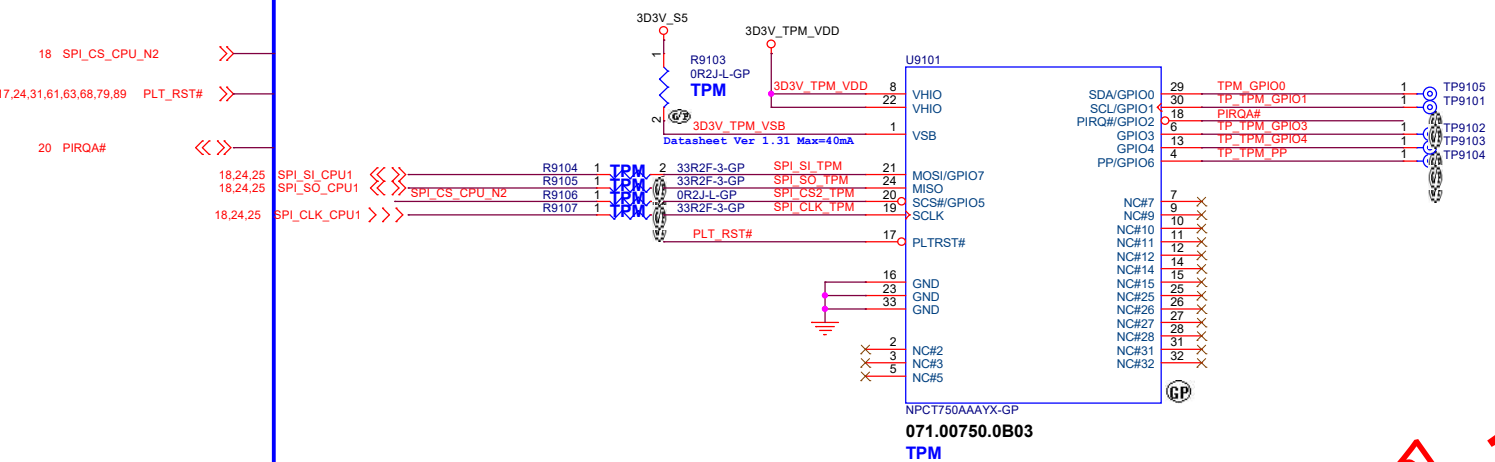 3D3V_S5
3D3V_TPM_VDD
18 SPI_CS_CPU_N2
17,24,31,61,63,68,79,89 PLT_RST#
20 PIRQA#
1
R9103
0R2J-L-GP
TPM
2
3D3V_TPM_VSB
Datasheet Ver 1.31 Max=40mA
3D3V_TPM_VDD
U9101
8 VHIO
22 VHIO
1 VSB
18,24,25 SPI_SI_CPU1
R9104 1 TPM 2 33R2F-3-GP SPI_SI_TPM 21 MOSI/GPIO7
18,24,25 SPI_SO_CPU1
R9105 1 TPM 33R2F-3-GP SPI_SO_TPM 24 MISO
SPI_CS_CPU_N2 R9106 1 0R2J-L-GP SPI_CS2_TPM 20 SCS#/GPIO5
18,24,25 SPI_CLK_CPU1
R9107 1 TPM 33R2F-3-GP SPI_CLK_TPM 19 SCLK
PLT_RST# 17 PLTRST#
16 GND
23 GND
33 GND
2 NC#2
3 NC#3
5 NC#5
SDA/GPIO0 29 TPM_GPIO0 1 TP9105
SCL/GPIO1 30 TP_TPM_GPIO1 1 TP9101
PIRQ#/GPIO2 18 PIRQA#
GPIO3 6 TP_TPM_GPIO3 1 TP9102
GPIO4 13 TP_TPM_GPIO4 1 TP9103
PP/GPIO6 4 TP_TPM_PP 1 TP9104
NC#7 7
NC#9 9
NC#10 10
NC#11 11
NC#12 12
NC#14 14
NC#15 15
NC#25 25
NC#26 26
NC#27 27
NC#28 28
NC#31 31
NC#32 32
GP
NPCT750AAAYX-GP
071.00750.0B03
TPM